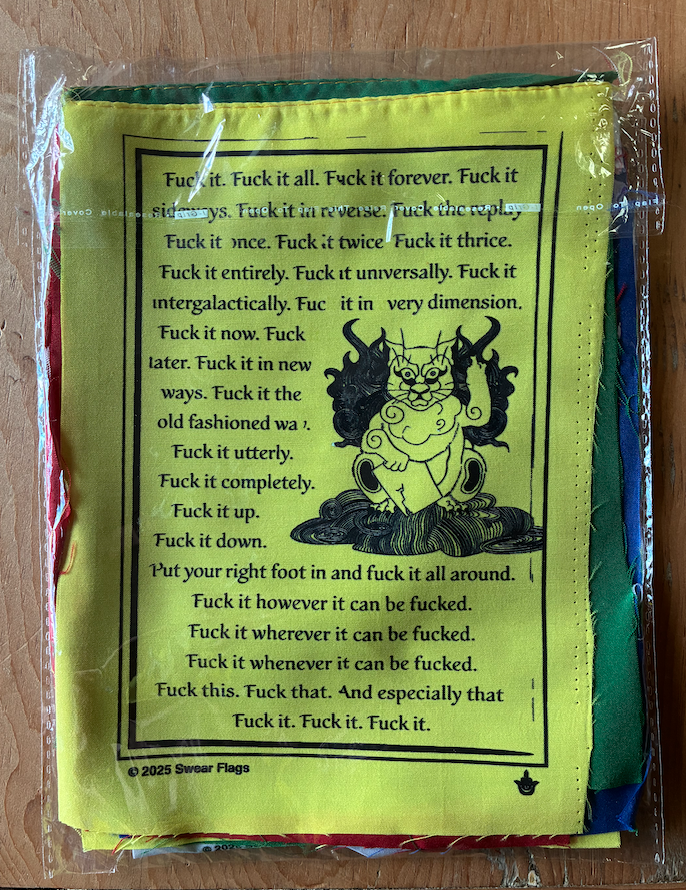 Fuck it. Fuck it all. Fuck it forever. Fuck it
sideways. Fuck it in reverse. Fuck the replay
Fuck it once. Fuck it twice Fuck it thrice.
Fuck it entirely. Fuck it universally. Fuck it
intergalactically. Fuc it in very dimension.
Fuck it now. Fuck
later. Fuck it in new
ways. Fuck it the
old fashioned wa y.
Fuck it utterly.
Fuck it completely.
Fuck it up.
Fuck it down.
Put your right foot in and fuck it all around.
Fuck it however it can be fucked.
Fuck it wherever it can be fucked.
Fuck it whenever it can be fucked.
Fuck this. Fuck that. And especially that
Fuck it. Fuck it. Fuck it.
© 2025 Swear Flags